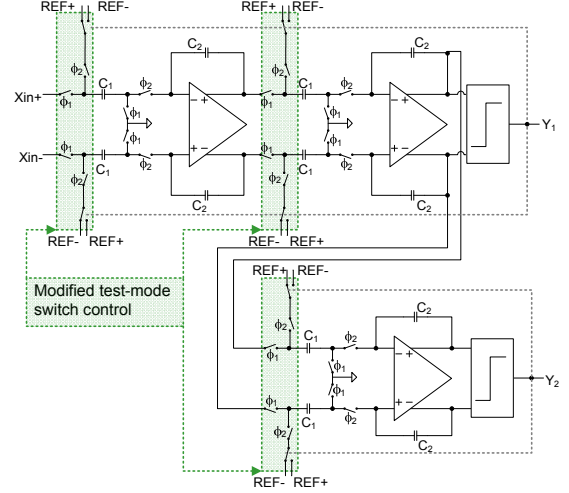 REF+ REF-
REF+ REF-
C₂
C₂
ϕ₂
C₁
ϕ₂
ϕ₂
C₁
ϕ₂
Xin+
ϕ₁
ϕ₁
- +
ϕ₁
ϕ₁
- +
Y₁
ϕ₁
ϕ₁
Xin-
+ -
+ -
ϕ₁
C₁
ϕ₂
ϕ₁
C₁
ϕ₂
ϕ₂
ϕ₂
C₂
C₂
REF- REF+
REF- REF+
REF+ REF-
Modified test-mode
switch control
C₂
ϕ₂
C₁
ϕ₂
ϕ₁
ϕ₁
- +
Y₂
ϕ₁
ϕ₁
+ -
C₁
ϕ₂
ϕ₂
C₂
REF- REF+